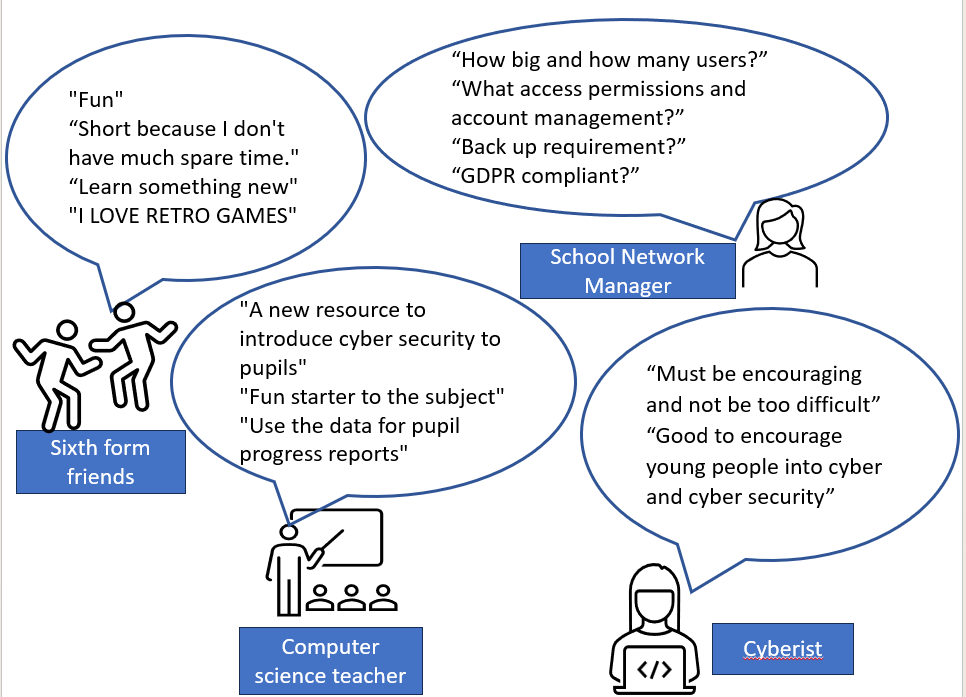 "Fun"
“Short because I don't
have much spare time."
“Learn something new"
"I LOVE RETRO GAMES"
Sixth form
friends
“How big and how many users?”
“What access permissions and
account management?”
“Back up requirement?”
“GDPR compliant?”
School Network
Manager
"A new resource to
introduce cyber security to
pupils"
"Fun starter to the subject"
"Use the data for pupil
progress reports"
Computer
science teacher
“Must be encouraging
and not be too difficult”
“Good to encourage
young people into cyber
and cyber security”
</>
Cyberist